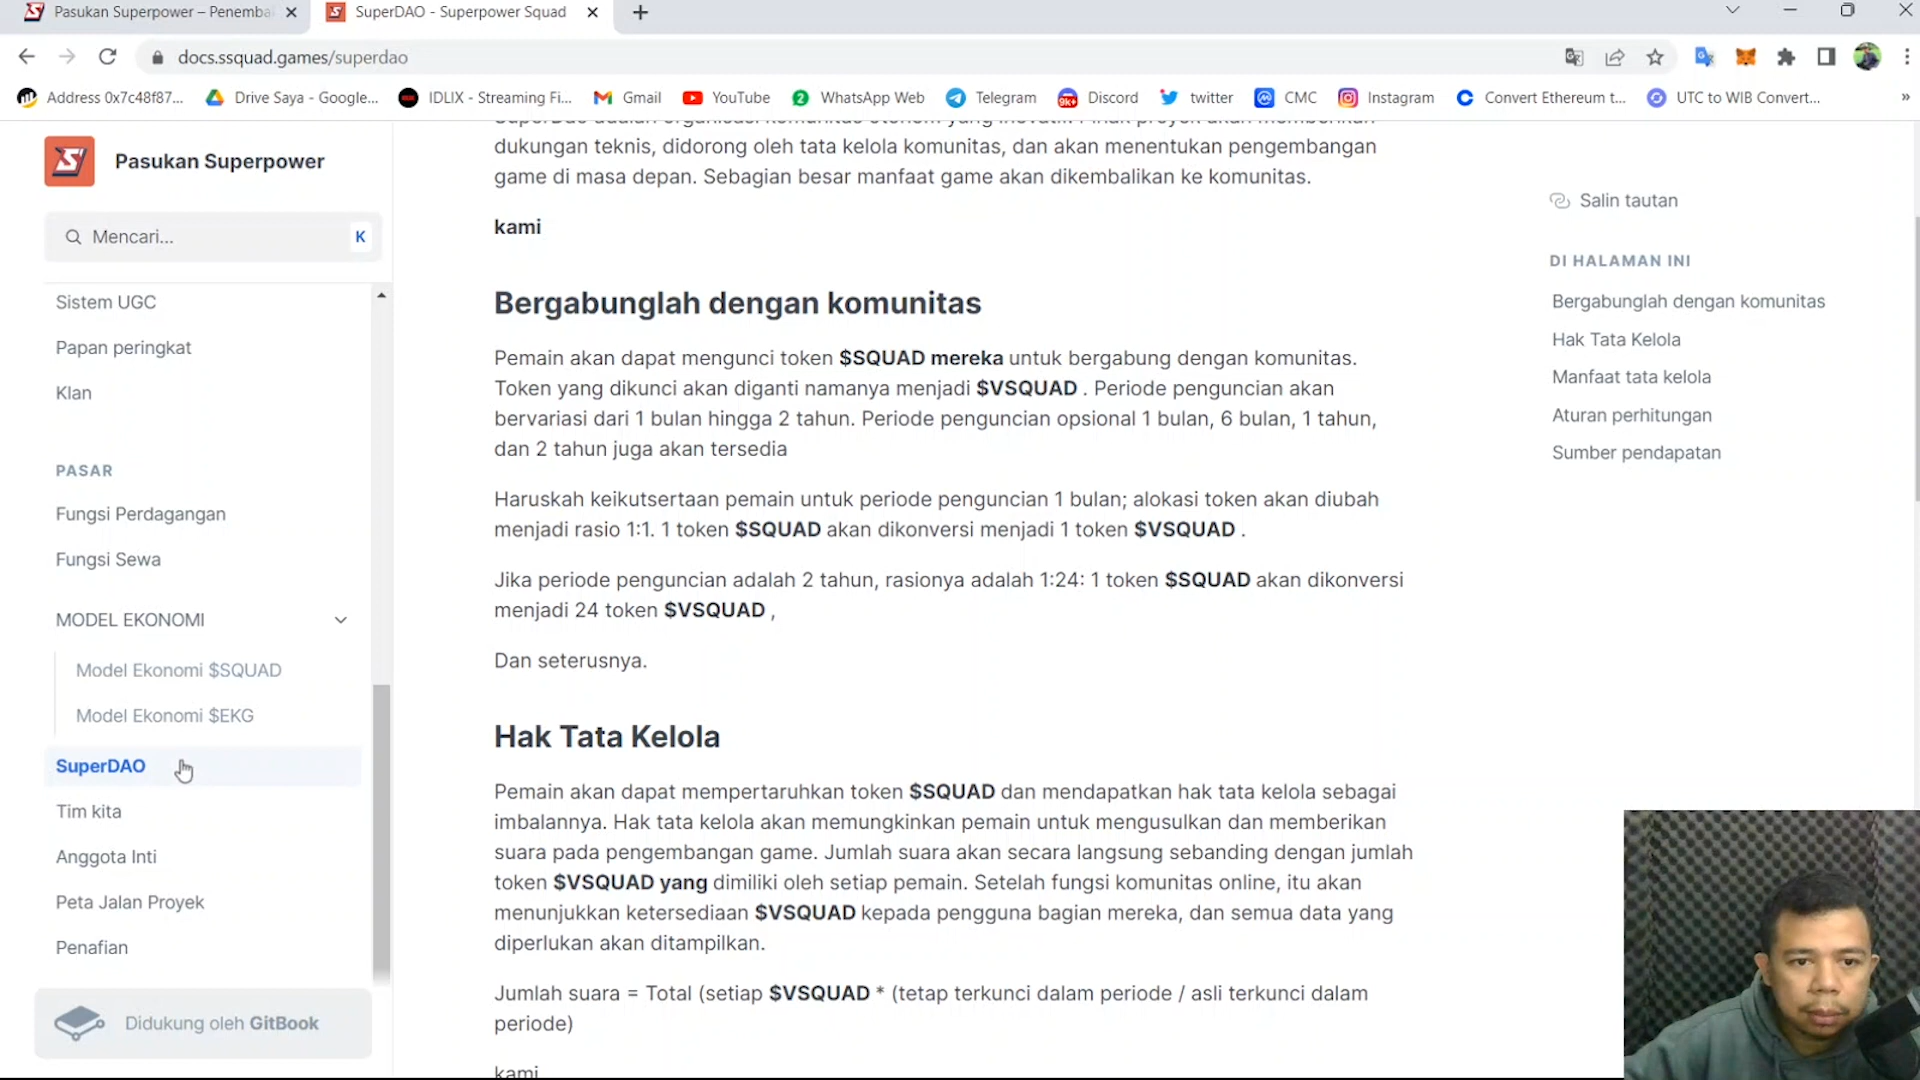 Pasukan Superpower – Penemba
SuperDAO - Superpower Squad
docs.ssquad.games/superdao
Address 0x7c48f87...
Drive Saya - Google...
IDLIX - Streaming Fi...
Gmail
YouTube
WhatsApp Web
Telegram
Discord
twitter
CMC
Instagram
Convert Ethereum t...
UTC to WIB Convert...
»
Pasukan Superpower
Mencari...
K
Sistem UGC
Papan peringkat
Klan
PASAR
Fungsi Perdagangan
Fungsi Sewa
MODEL EKONOMI
Model Ekonomi $SQUAD
Model Ekonomi $EKG
SuperDAO
Tim kita
Anggota Inti
Peta Jalan Proyek
Penafian
Didukung oleh GitBook
dukungan teknis, didorong oleh tata kelola komunitas, dan akan menentukan pengembangan
game di masa depan. Sebagian besar manfaat game akan dikembalikan ke komunitas.
kami
Bergabunglah dengan komunitas
Pemain akan dapat mengunci token $SQUAD mereka untuk bergabung dengan komunitas.
Token yang dikunci akan diganti namanya menjadi $VSQUAD . Periode penguncian akan
bervariasi dari 1 bulan hingga 2 tahun. Periode penguncian opsional 1 bulan, 6 bulan, 1 tahun,
dan 2 tahun juga akan tersedia
Haruskah keikutsertaan pemain untuk periode penguncian 1 bulan; alokasi token akan diubah
menjadi rasio 1:1. 1 token $SQUAD akan dikonversi menjadi 1 token $VSQUAD .
Jika periode penguncian adalah 2 tahun, rasionya adalah 1:24: 1 token $SQUAD akan dikonversi
menjadi 24 token $VSQUAD ,
Dan seterusnya.
Hak Tata Kelola
Pemain akan dapat mempertaruhkan token $SQUAD dan mendapatkan hak tata kelola sebagai
imbalannya. Hak tata kelola akan memungkinkan pemain untuk mengusulkan dan memberikan
suara pada pengembangan game. Jumlah suara akan secara langsung sebanding dengan jumlah
token $VSQUAD yang dimiliki oleh setiap pemain. Setelah fungsi komunitas online, itu akan
menunjukkan ketersediaan $VSQUAD kepada pengguna bagian mereka, dan semua data yang
diperlukan akan ditampilkan.
Jumlah suara = Total (setiap $VSQUAD * (tetap terkunci dalam periode / asli terkunci dalam
periode)
kami
Salin tautan
DI HALAMAN INI
Bergabunglah dengan komunitas
Hak Tata Kelola
Manfaat tata kelola
Aturan perhitungan
Sumber pendapatan